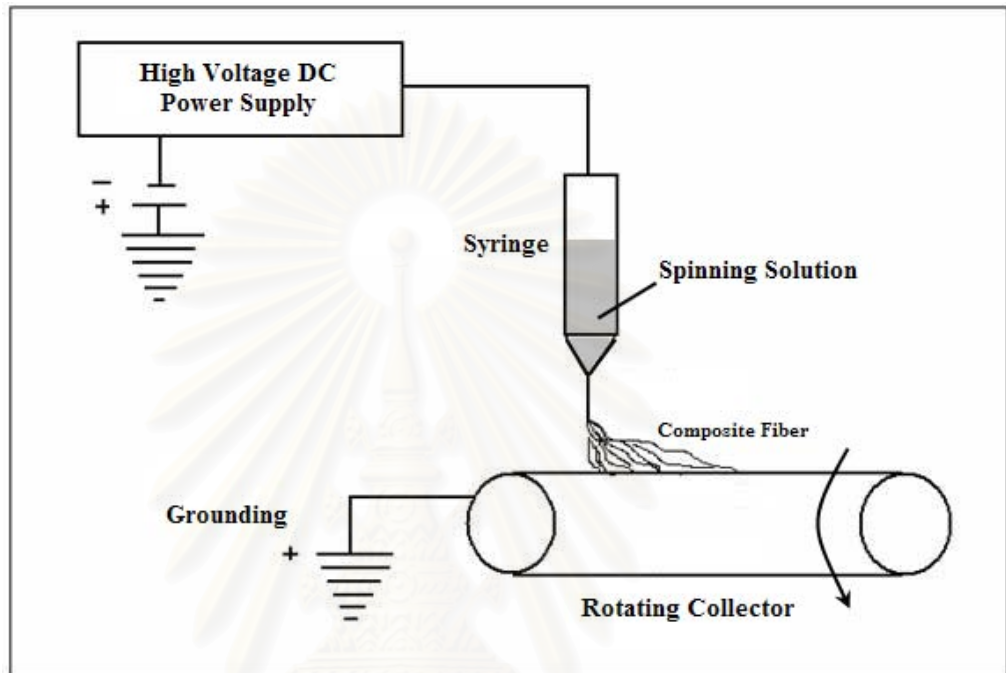 High Voltage DC
Power Supply
−
+
Syringe
Spinning Solution
Composite Fiber
Grounding
+
Rotating Collector